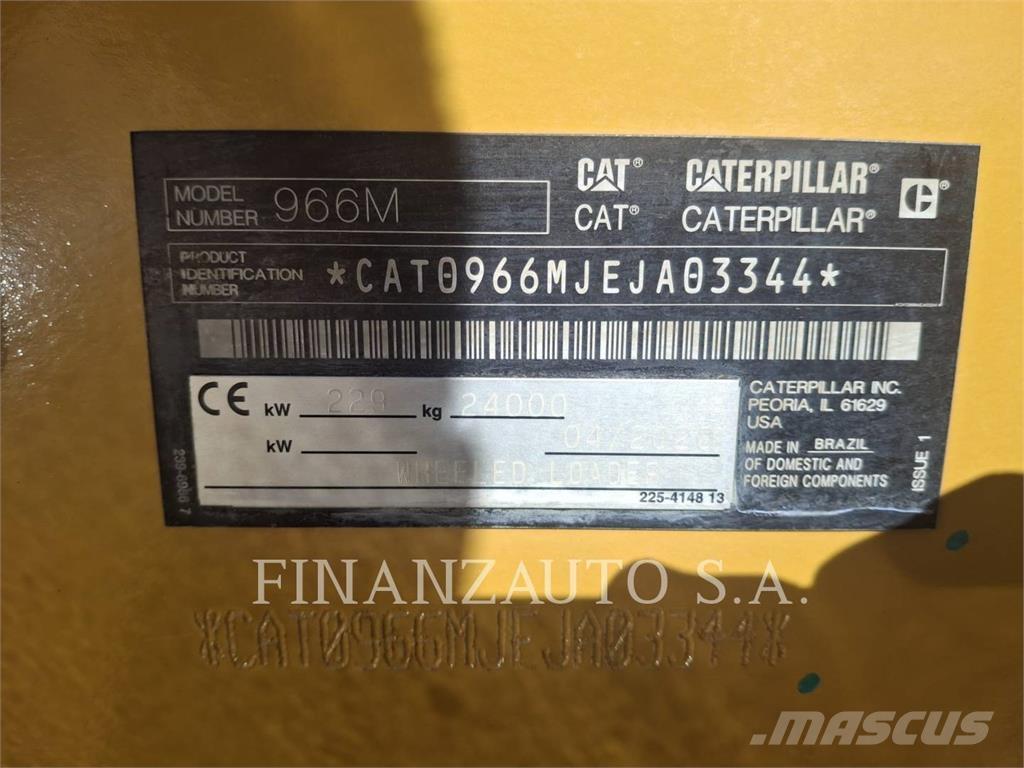 MODEL NUMBER 966M
CAT® CATERPILLAR®
CAT® CATERPILLAR®
PRODUCT IDENTIFICATION NUMBER *CAT0966MJEJA03344*
CE kW 229 kg 24000
kW
WHEELED LOADER
225-4148 13
CATERPILLAR INC.
PEORIA, IL 61629
USA
MADE IN BRAZIL
OF DOMESTIC AND
FOREIGN COMPONENTS
ISSUE 1
FINANZAUTO S.A.
*CAT0966MJEJA03344*
MASCUS